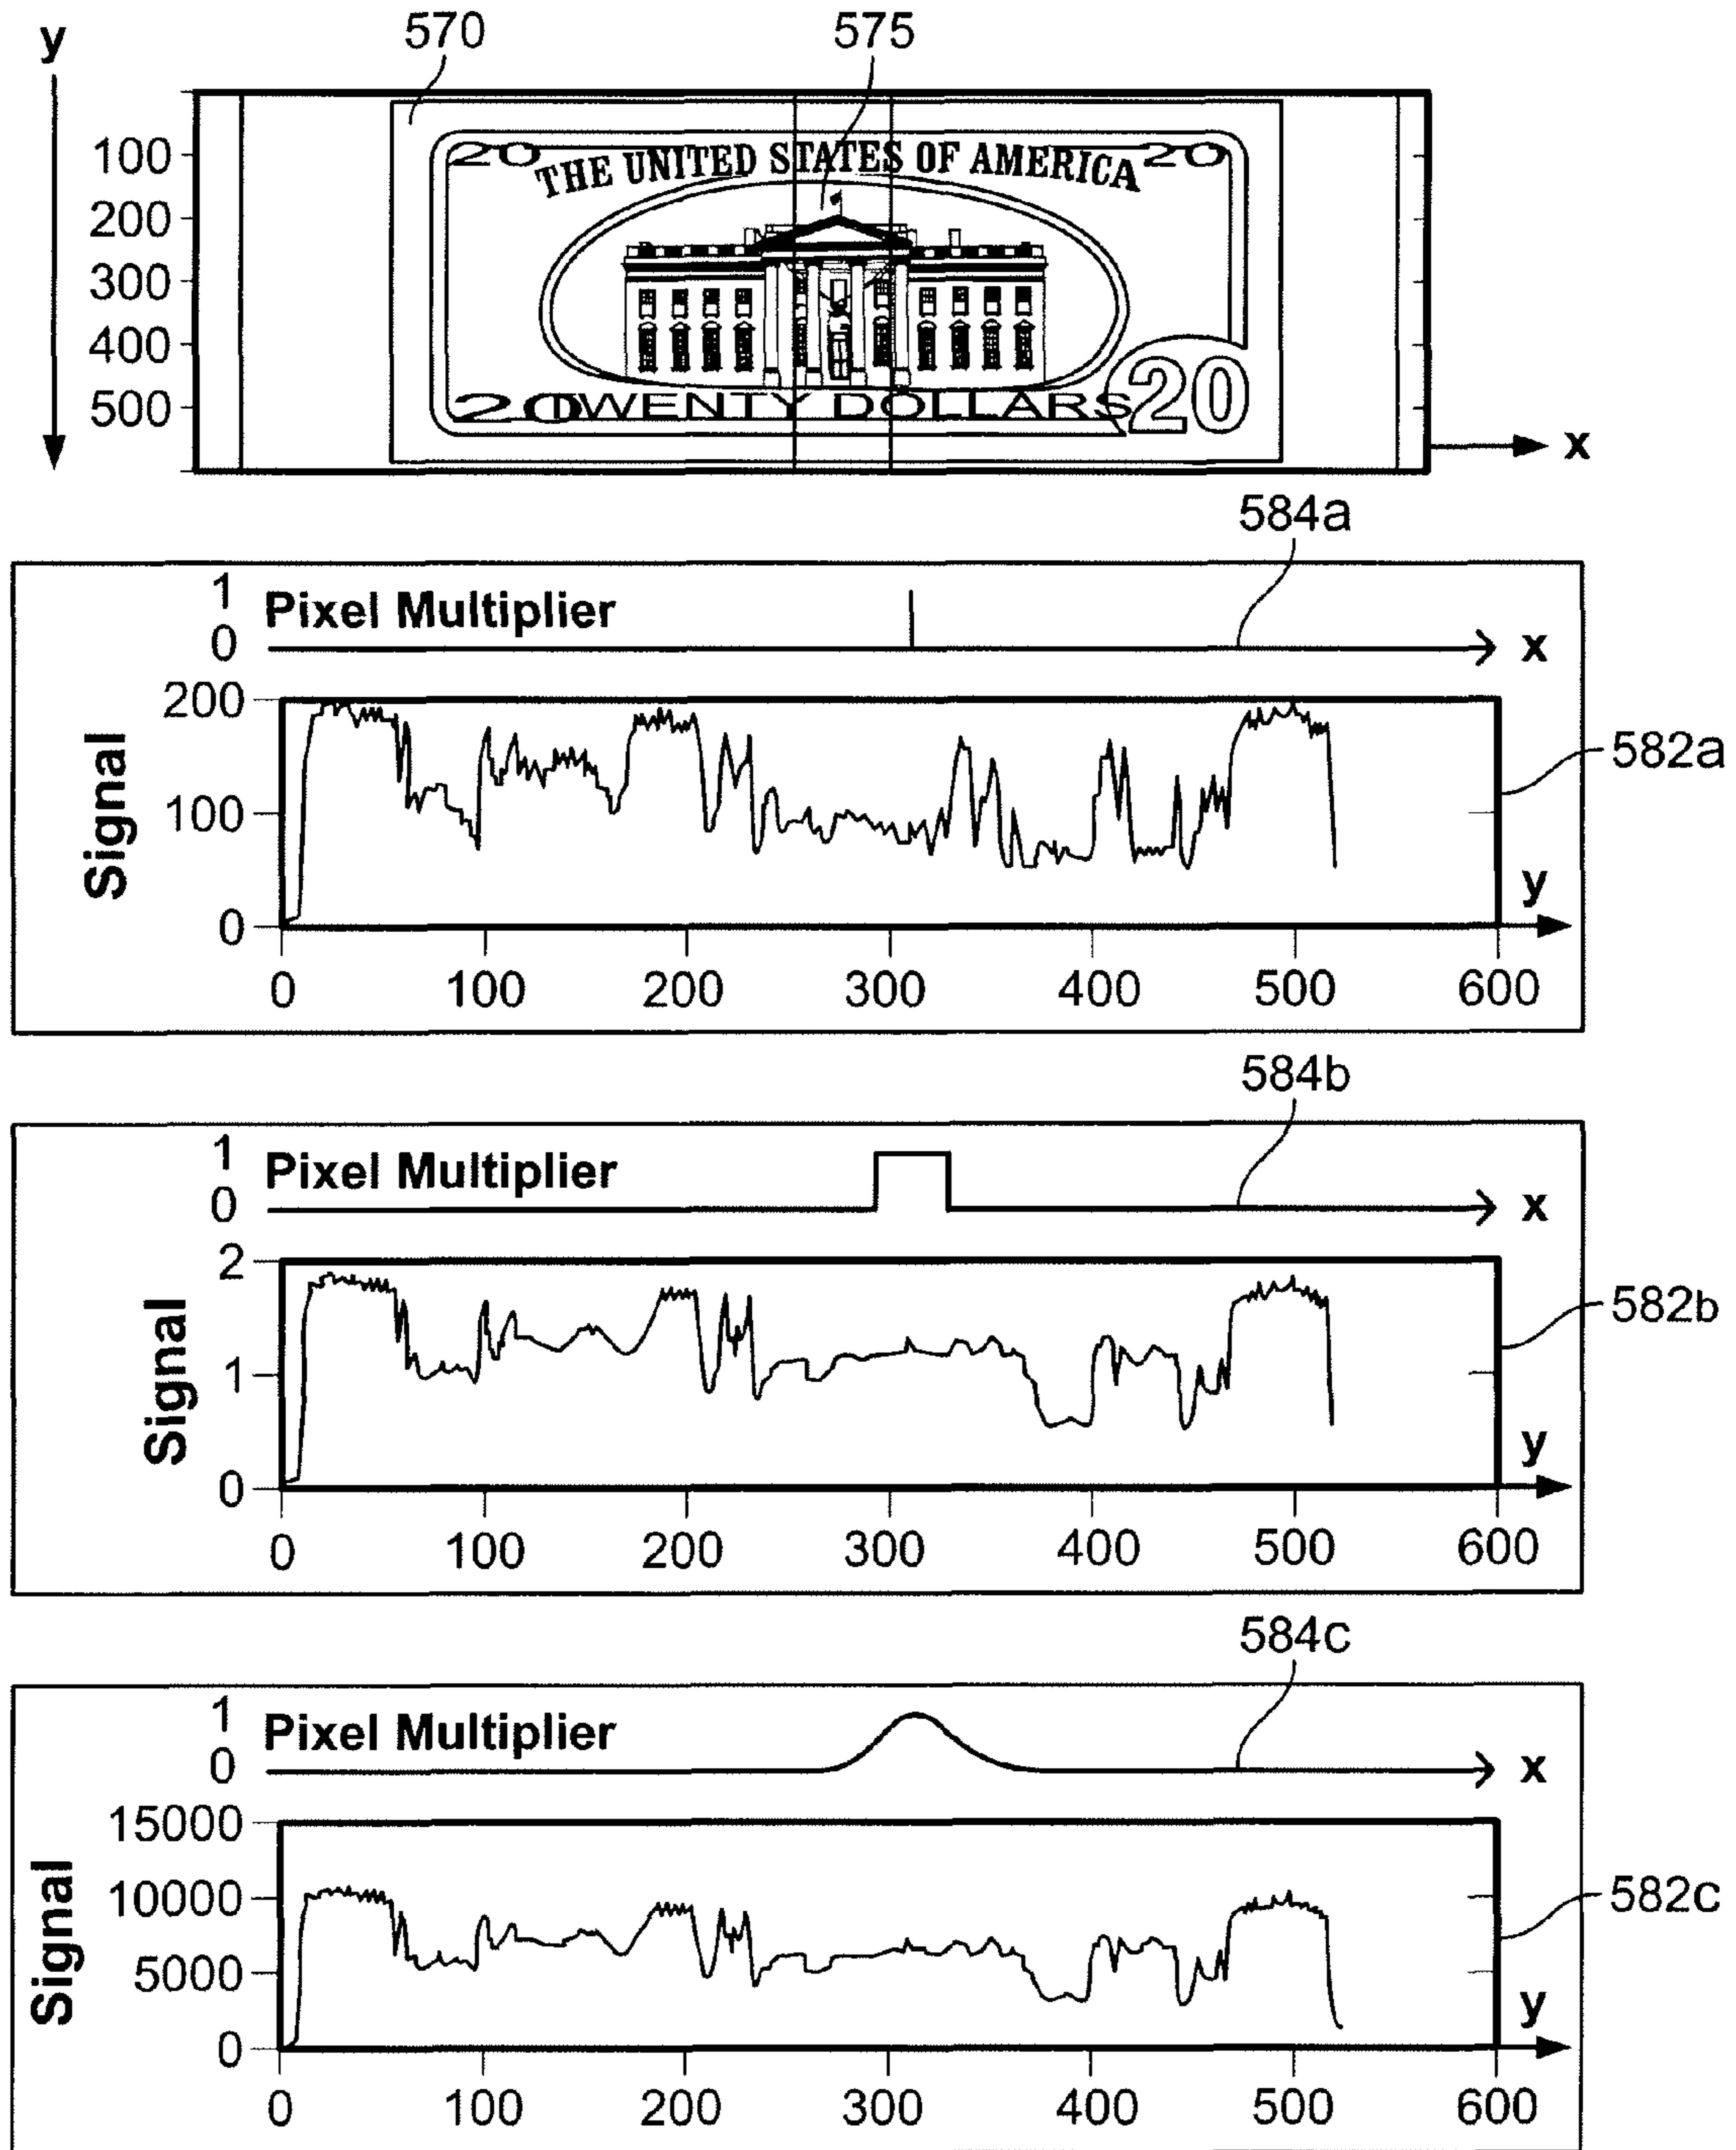 570 575
y
100
200
300
400
500
20 THE UNITED STATES OF AMERICA 20
20 TWENTY DOLLARS 20
x
584a
1
0
Pixel Multiplier
x
Signal
200
100
0
582a
y
0 100 200 300 400 500 600
584b
1
0
Pixel Multiplier
x
Signal
2
1
0
582b
y
0 100 200 300 400 500 600
584c
1
0
Pixel Multiplier
x
Signal
15000
10000
5000
0
582c
y
0 100 200 300 400 500 600